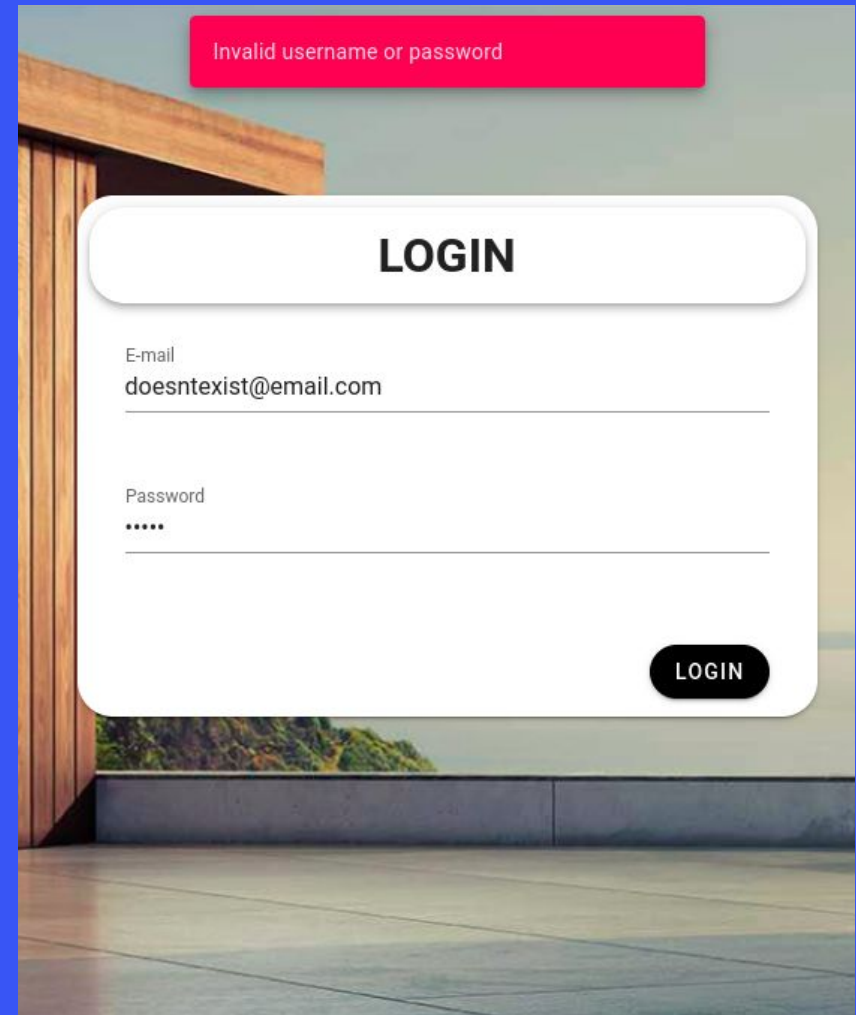 Invalid username or password
LOGIN
E-mail
doesntexist@email.com
Password
•••••
LOGIN